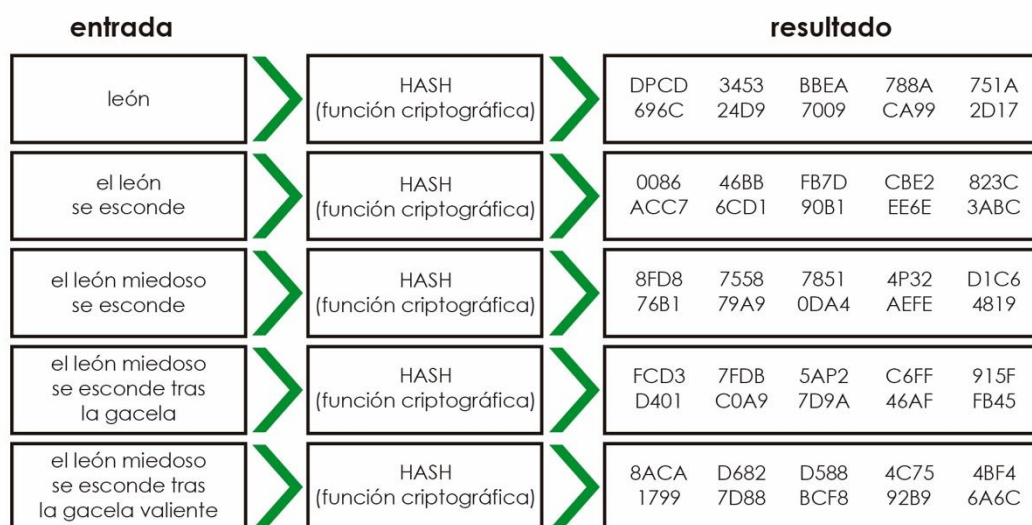 entrada
resultado
león
HASH
(función criptográfica)
DPCD 3453 BBEA 788A 751A
696C 24D9 7009 CA99 2D17
el león
se esconde
HASH
(función criptográfica)
0086 46BB FB7D CBE2 823C
ACC7 6CD1 90B1 EE6E 3ABC
el león miedoso
se esconde
HASH
(función criptográfica)
8FD8 7558 7851 4P32 D1C6
76B1 79A9 0DA4 AEFE 4819
el león miedoso
se esconde tras
la gacela
HASH
(función criptográfica)
FCD3 7FDB 5AP2 C6FF 915F
D401 C0A9 7D9A 46AF FB45
el león miedoso
se esconde tras
la gacela valiente
HASH
(función criptográfica)
8ACA D682 D588 4C75 4BF4
1799 7D88 BCF8 92B9 6A6C